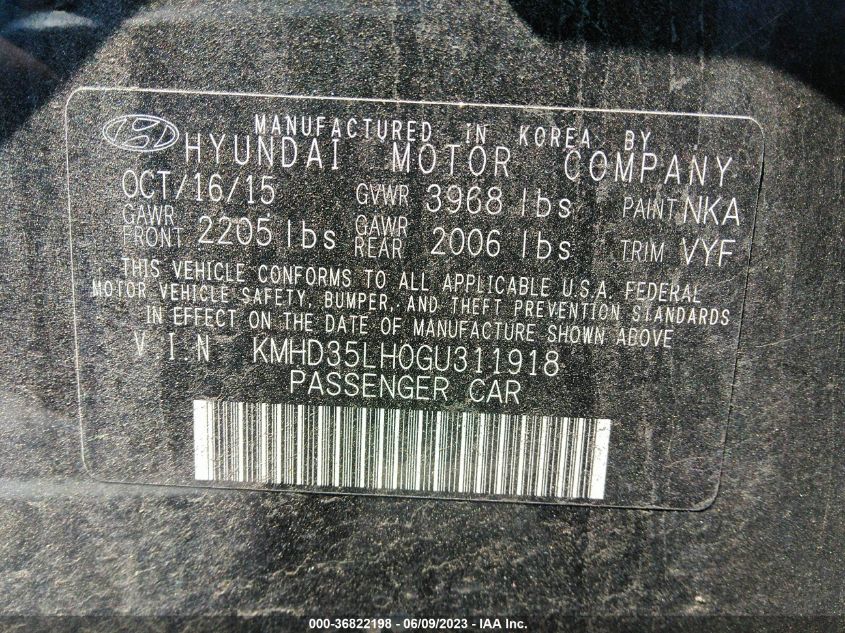 MANUFACTURED IN KOREA BY
HYUNDAI MOTOR COMPANY
OCT/16/15 GVWR 3968 lbs PAINT NKA
GAWR FRONT 2205 lbs GAWR REAR 2006 lbs TRIM VYF
THIS VEHICLE CONFORMS TO ALL APPLICABLE U.S.A. FEDERAL
MOTOR VEHICLE SAFETY, BUMPER, AND THEFT PREVENTION STANDARDS
IN EFFECT ON THE DATE OF MANUFACTURE SHOWN ABOVE
V I N KMHD35LH0GU311918
PASSENGER CAR
000-36822198 - 06/09/2023 - IAA Inc.